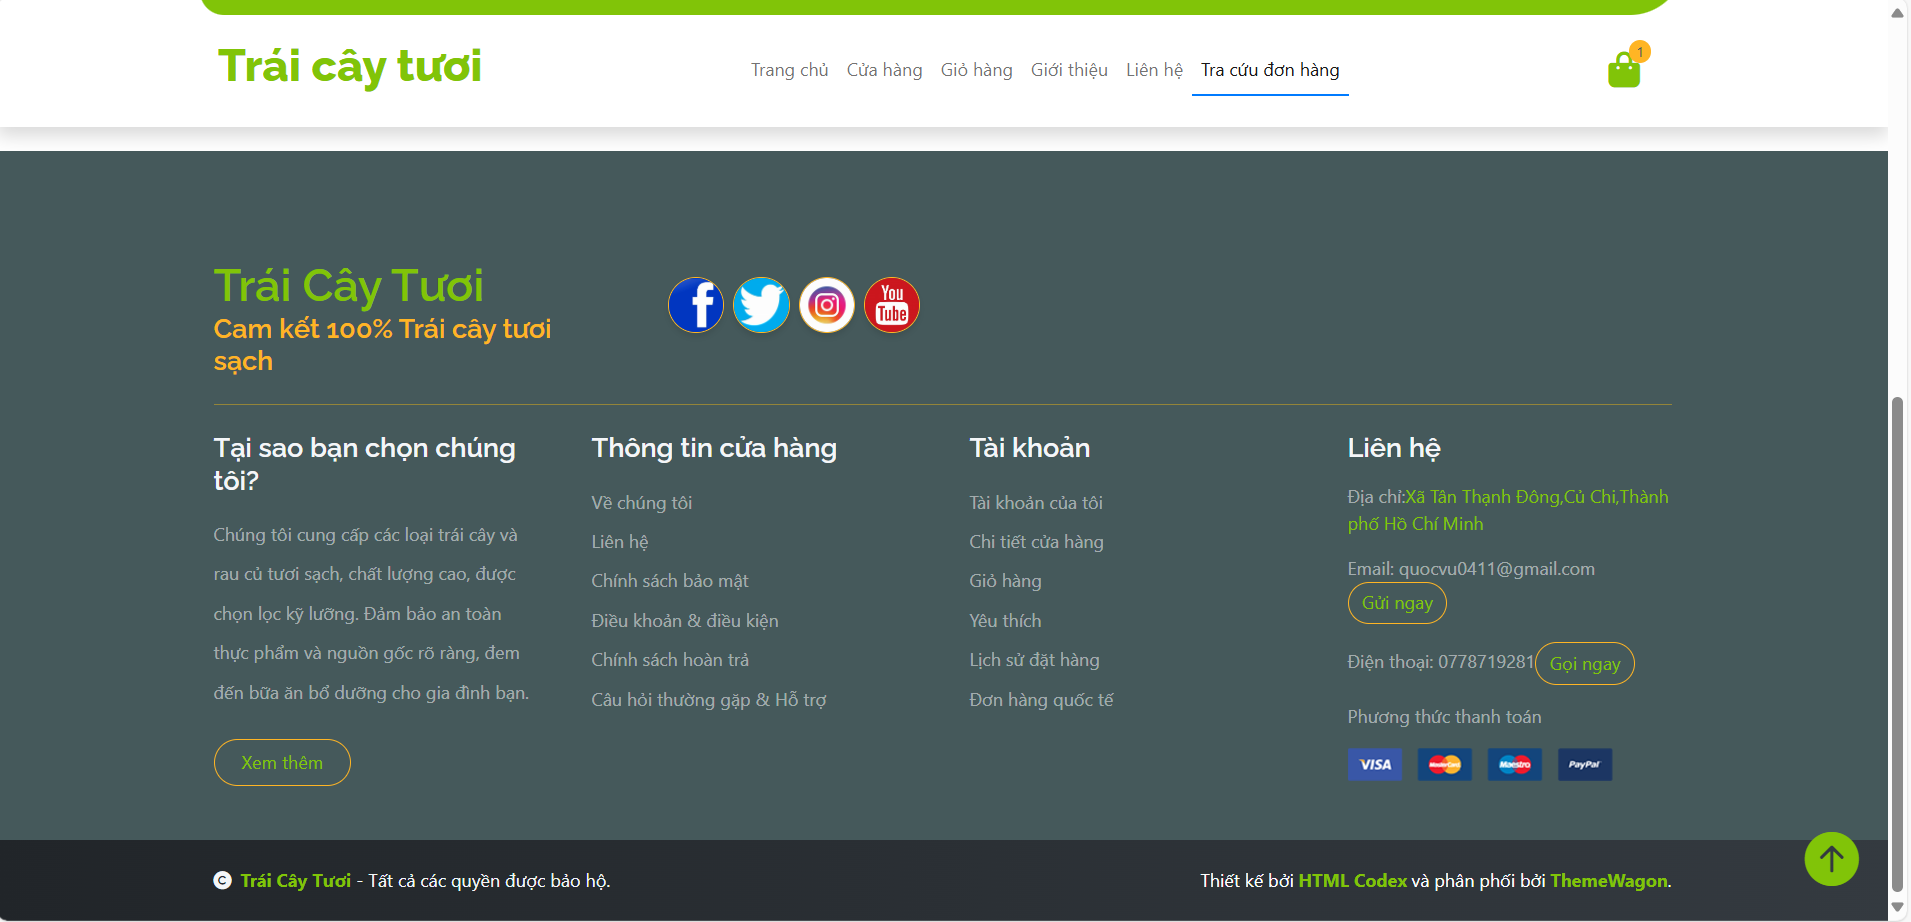 Trái cây tươi
Trang chủ Cửa hàng Giỏ hàng Giới thiệu Liên hệ Tra cứu đơn hàng
1
Trái Cây Tươi
Cam kết 100% Trái cây tươi
sạch
You
Tube
Tại sao bạn chọn chúng
tôi?
Chúng tôi cung cấp các loại trái cây và
rau củ tươi sạch, chất lượng cao, được
chọn lọc kỹ lưỡng. Đảm bảo an toàn
thực phẩm và nguồn gốc rõ ràng, đem
đến bữa ăn bổ dưỡng cho gia đình bạn.
Xem thêm
Thông tin cửa hàng
Về chúng tôi
Liên hệ
Chính sách bảo mật
Điều khoản & điều kiện
Chính sách hoàn trả
Câu hỏi thường gặp & Hỗ trợ
Tài khoản
Tài khoản của tôi
Chi tiết cửa hàng
Giỏ hàng
Yêu thích
Lịch sử đặt hàng
Đơn hàng quốc tế
Liên hệ
Địa chỉ:Xã Tân Thạnh Đông,Củ Chi,Thành
phố Hồ Chí Minh
Email: quocvu0411@gmail.com
Gửi ngay
Điện thoại: 0778719281 Gọi ngay
Phương thức thanh toán
VISA MasterCard Maestro PayPal
© Trái Cây Tươi - Tất cả các quyền được bảo hộ.
Thiết kế bởi HTML Codex và phân phối bởi ThemeWagon.